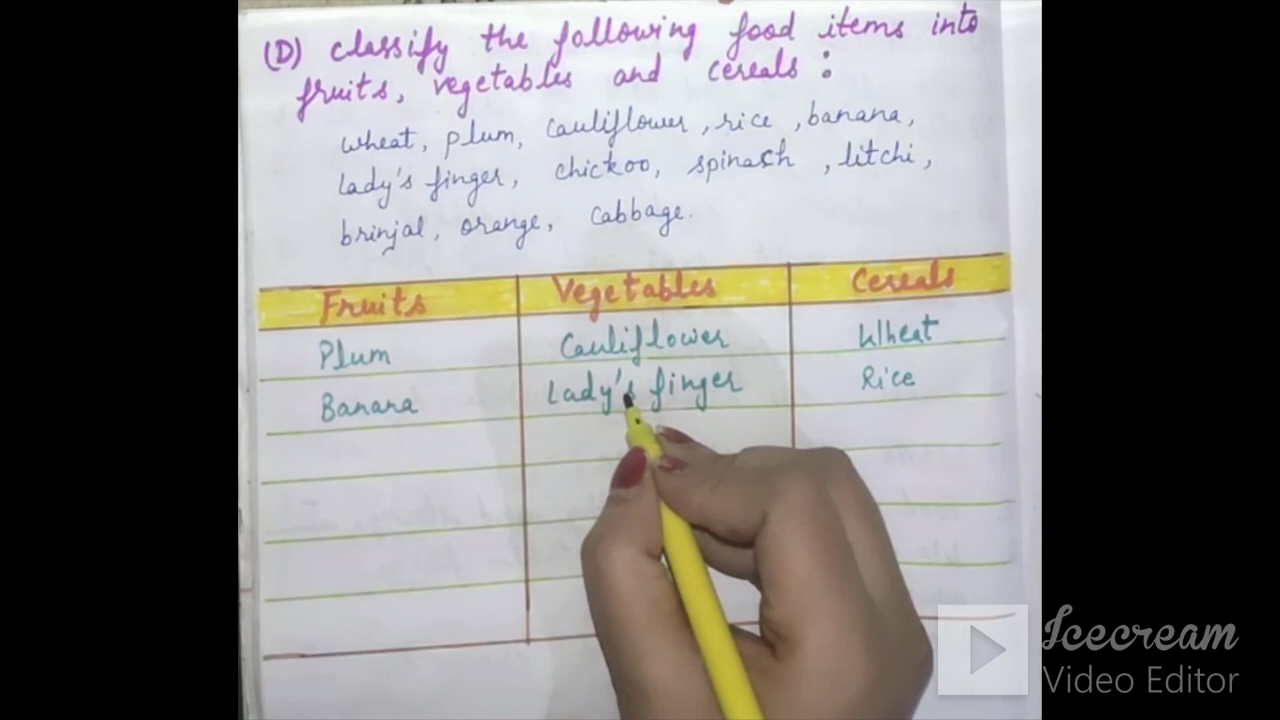 (D) classify the following food items into
fruits, vegetables and cereals :
wheat, plum, cauliflower, rice, banana,
lady's finger, chickoo, spinach, litchi,
brinjal, orange, cabbage.
Fruits Vegetables Cereals
Plum Cauliflower Wheat
Banana Lady's finger Rice
Icecream
Video Editor